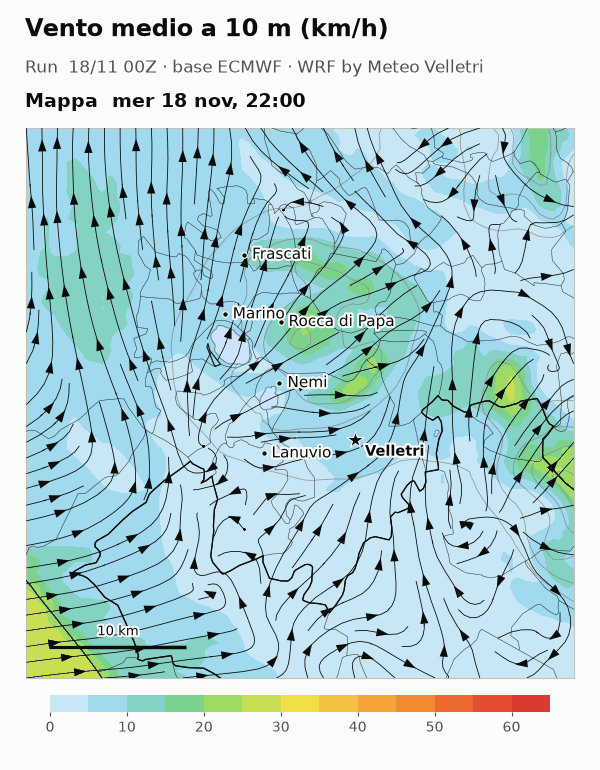 Vento medio a 10 m (km/h)
Run 18/11 00Z · base ECMWF · WRF by Meteo Velletri
Mappa mer 18 nov, 22:00
Frascati
Marino
Rocca di Papa
Nemi
Lanuvio
Velletri
10 km
0 10 20 30 40 50 60